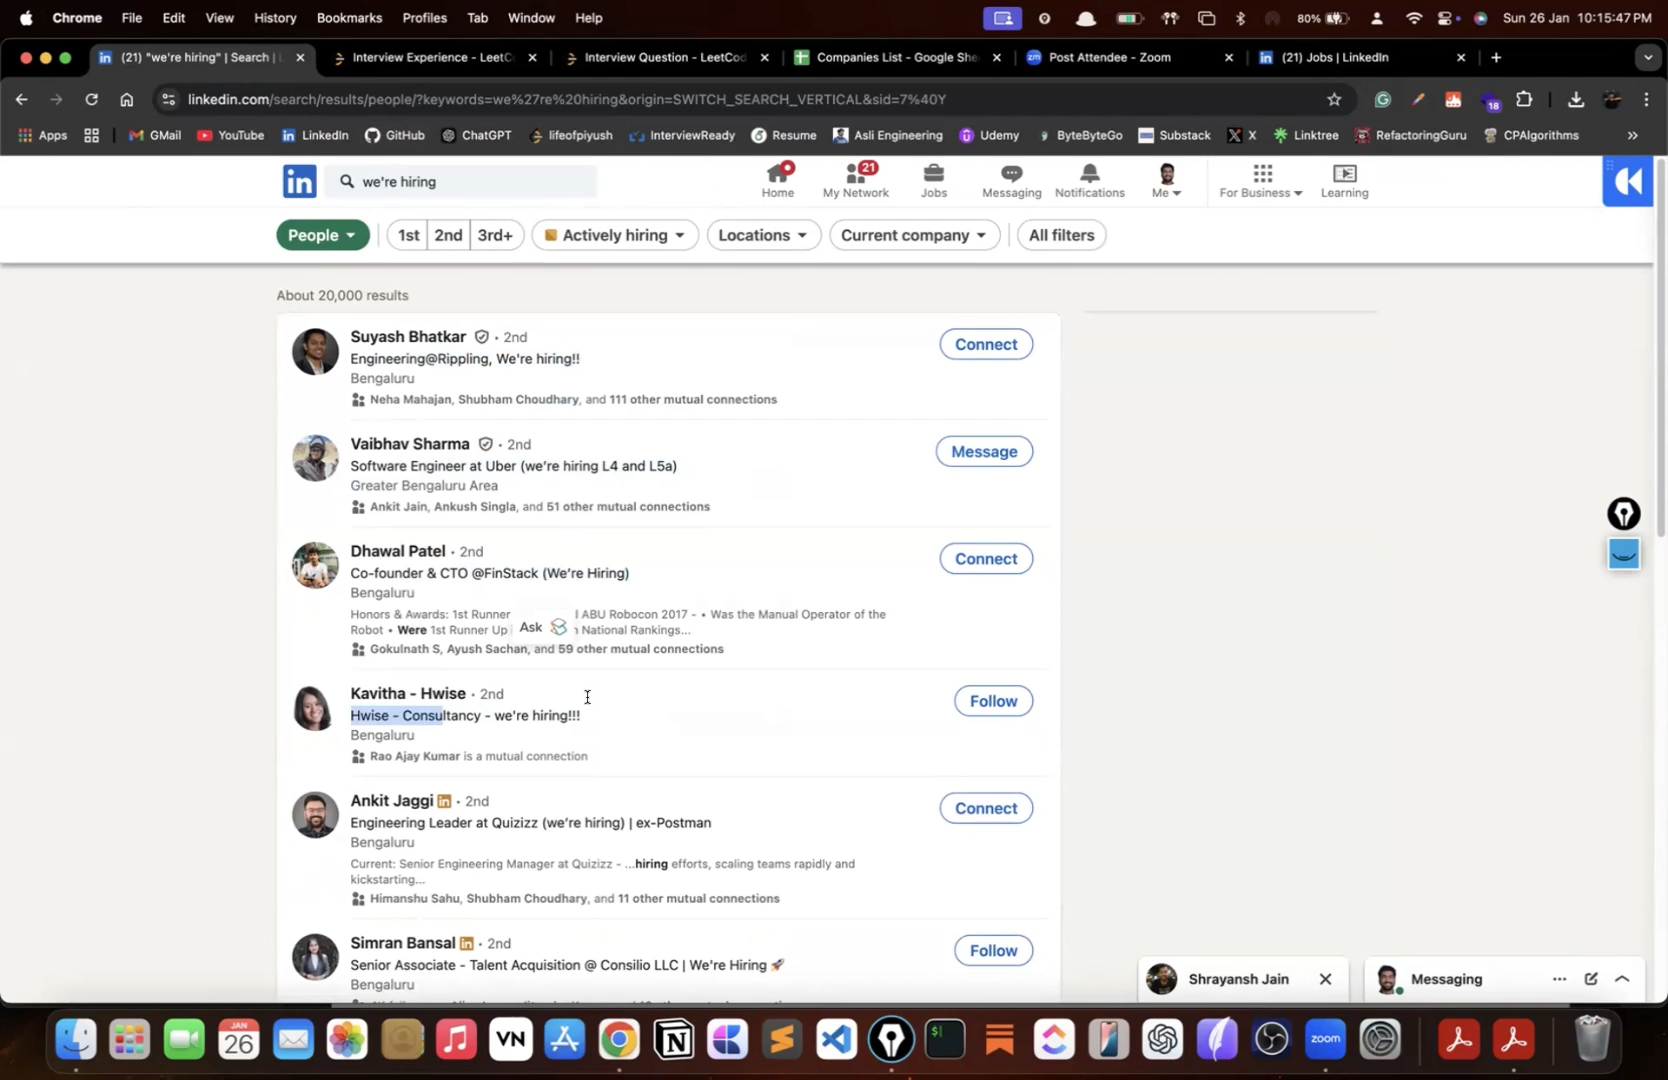 Chrome File Edit View History Bookmarks Profiles Tab Window Help 80% Sun 26 Jan 10:15:47 PM
(21) "we're hiring" | Search | Interview Experience - LeetC Interview Question - LeetCod Companies List - Google She Post Attendee - Zoom (21) Jobs | LinkedIn
linkedin.com/search/results/people/?keywords=we%27re%20hiring&origin=SWITCH_SEARCH_VERTICAL&sid=7%40Y 18
Apps GMail YouTube LinkedIn GitHub ChatGPT lifeofpiyush InterviewReady Resume Asli Engineering Udemy ByteByteGo Substack X Linktree RefactoringGuru CPAlgorithms
in we're hiring Home 21 My Network Jobs Messaging Notifications Me For Business Learning
People 1st 2nd 3rd+ Actively hiring Locations Current company All filters
About 20,000 results
Suyash Bhatkar • 2nd Connect
Engineering@Rippling, We're hiring!!
Bengaluru
Neha Mahajan, Shubham Choudhary, and 111 other mutual connections
Vaibhav Sharma • 2nd Message
Software Engineer at Uber (we're hiring L4 and L5a)
Greater Bengaluru Area
Ankit Jain, Ankush Singla, and 51 other mutual connections
Dhawal Patel • 2nd Connect
Co-founder & CTO @FinStack (We're Hiring)
Bengaluru
Honors & Awards: 1st Runner ABU Robocon 2017 - • Was the Manual Operator of the
Robot • Were 1st Runner Up National Rankings...
Ask
Gokulnath S, Ayush Sachan, and 59 other mutual connections
Kavitha - Hwise • 2nd Follow
Hwise - Consultancy - we're hiring!!!
Bengaluru
Rao Ajay Kumar is a mutual connection
Ankit Jaggi in • 2nd Connect
Engineering Leader at Quizizz (we're hiring) | ex-Postman
Bengaluru
Current: Senior Engineering Manager at Quizizz - ...hiring efforts, scaling teams rapidly and
kickstarting...
Himanshu Sahu, Shubham Choudhary, and 11 other mutual connections
Simran Bansal in • 2nd Follow
Senior Associate - Talent Acquisition @ Consilio LLC | We're Hiring 🚀
Shrayansh Jain Messaging
JAN 26 VN zoom